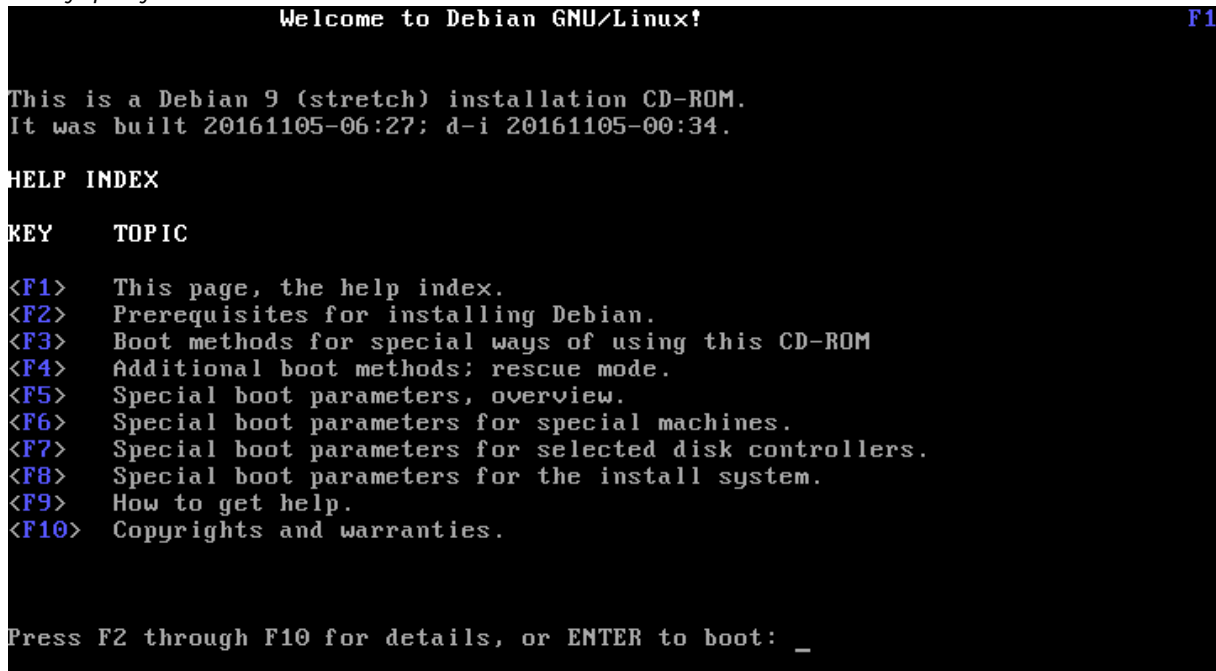 Welcome to Debian GNU/Linux! F1
This is a Debian 9 (stretch) installation CD-ROM.
It was built 20161105-06:27; d-i 20161105-00:34.
HELP INDEX
KEY TOPIC
<F1> This page, the help index.
<F2> Prerequisites for installing Debian.
<F3> Boot methods for special ways of using this CD-ROM
<F4> Additional boot methods; rescue mode.
<F5> Special boot parameters, overview.
<F6> Special boot parameters for special machines.
<F7> Special boot parameters for selected disk controllers.
<F8> Special boot parameters for the install system.
<F9> How to get help.
<F10> Copyrights and warranties.
Press F2 through F10 for details, or ENTER to boot: _